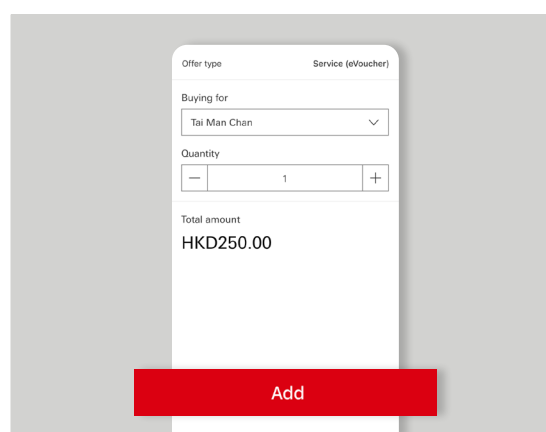 Offer type Service (eVoucher)
Buying for
Tai Man Chan
Quantity
1
Total amount
HKD250.00
Add